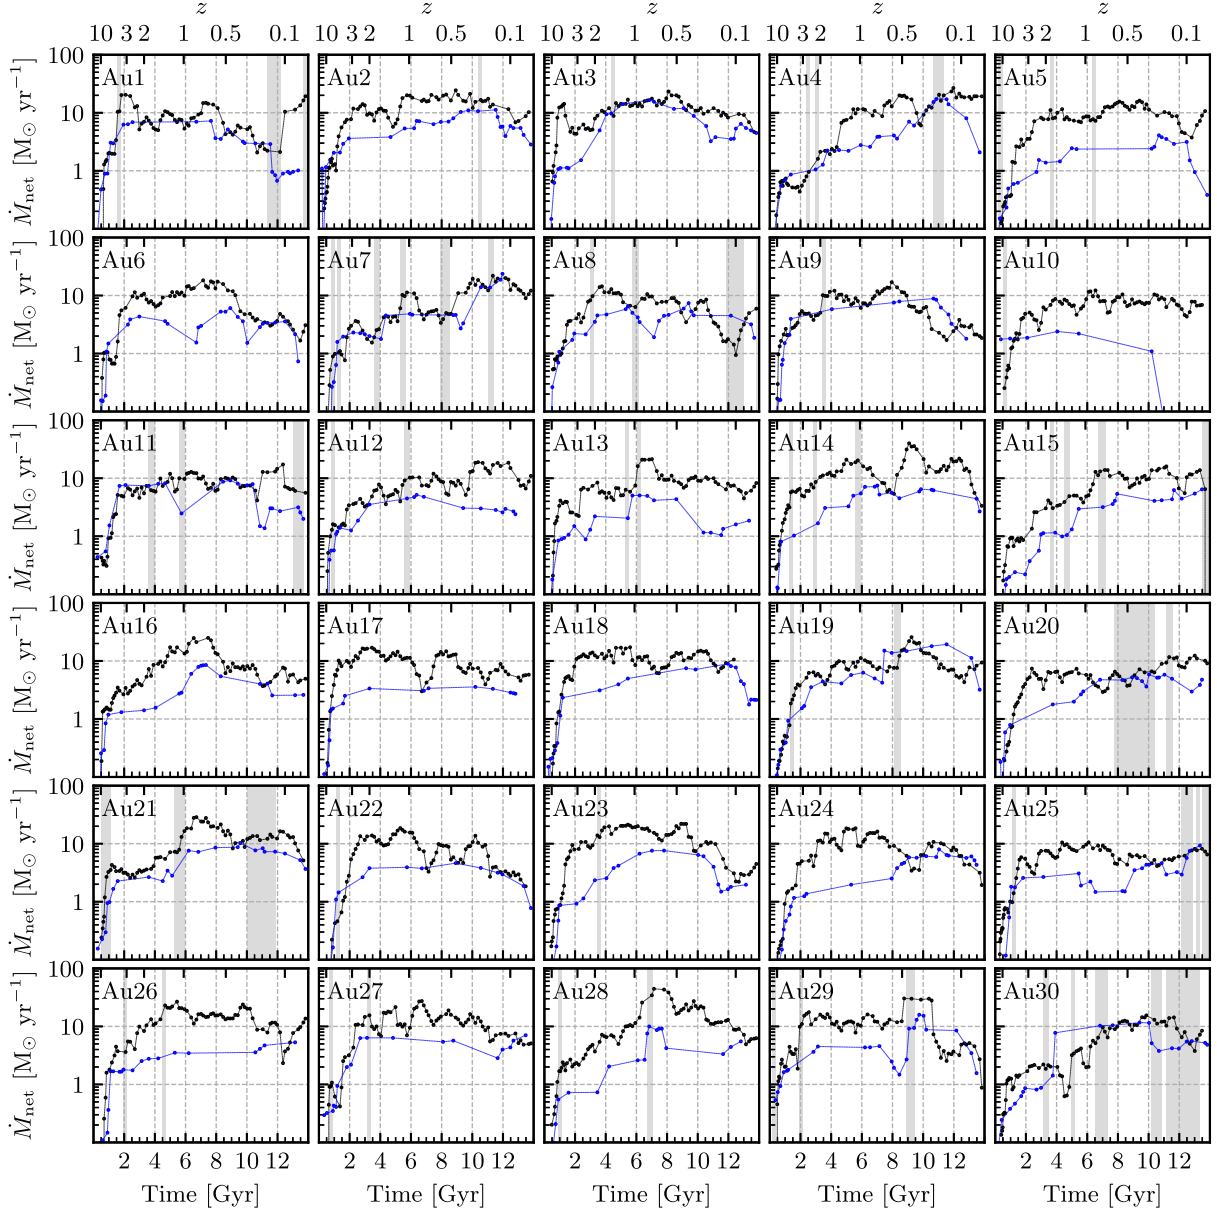 z z z z z
10 3 2 1 0.5 0.1 10 3 2 1 0.5 0.1 10 3 2 1 0.5 0.1 10 3 2 1 0.5 0.1 10 3 2 1 0.5 0.1
100
Au1 Au2 Au3 Au4 Au5
10
1
Ṁnet [M⊙ yr−1]
100
Au6 Au7 Au8 Au9 Au10
10
1
Ṁnet [M⊙ yr−1]
100
Au11 Au12 Au13 Au14 Au15
10
1
Ṁnet [M⊙ yr−1]
100
Au16 Au17 Au18 Au19 Au20
10
1
Ṁnet [M⊙ yr−1]
100
Au21 Au22 Au23 Au24 Au25
10
1
Ṁnet [M⊙ yr−1]
100
Au26 Au27 Au28 Au29 Au30
10
1
Ṁnet [M⊙ yr−1]
2 4 6 8 10 12 2 4 6 8 10 12 2 4 6 8 10 12 2 4 6 8 10 12 2 4 6 8 10 12
Time [Gyr] Time [Gyr] Time [Gyr] Time [Gyr] Time [Gyr]